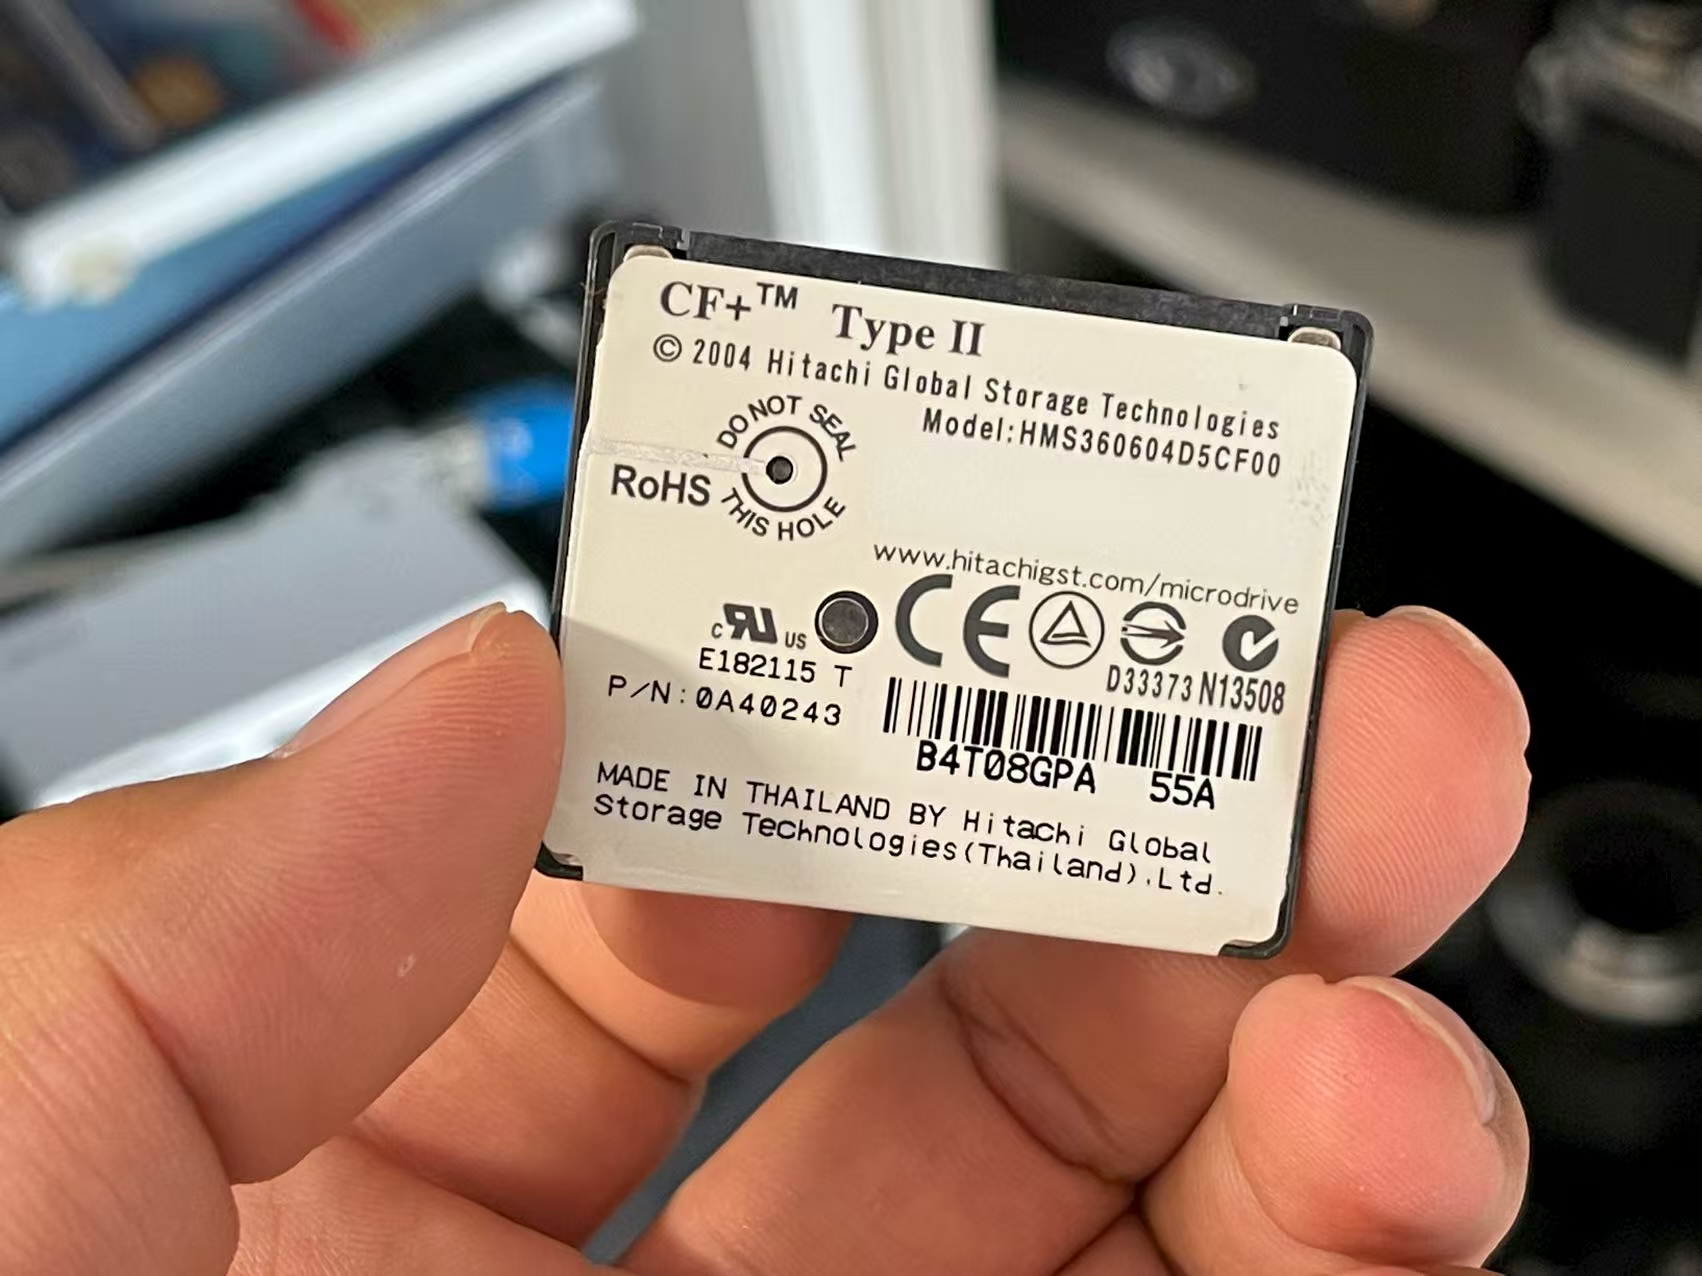 CF+™ Type II
© 2004 Hitachi Global Storage Technologies
Model:HMS360604D5CF00
DO NOT SEAL
THIS HOLE
RoHS
www.hitachigst.com/microdrive
c RU US CE
E182115 T
D33373 N13508
P/N:0A40243
B4T08GPA 55A
MADE IN THAILAND BY Hitachi Global
Storage Technologies(Thailand).Ltd.